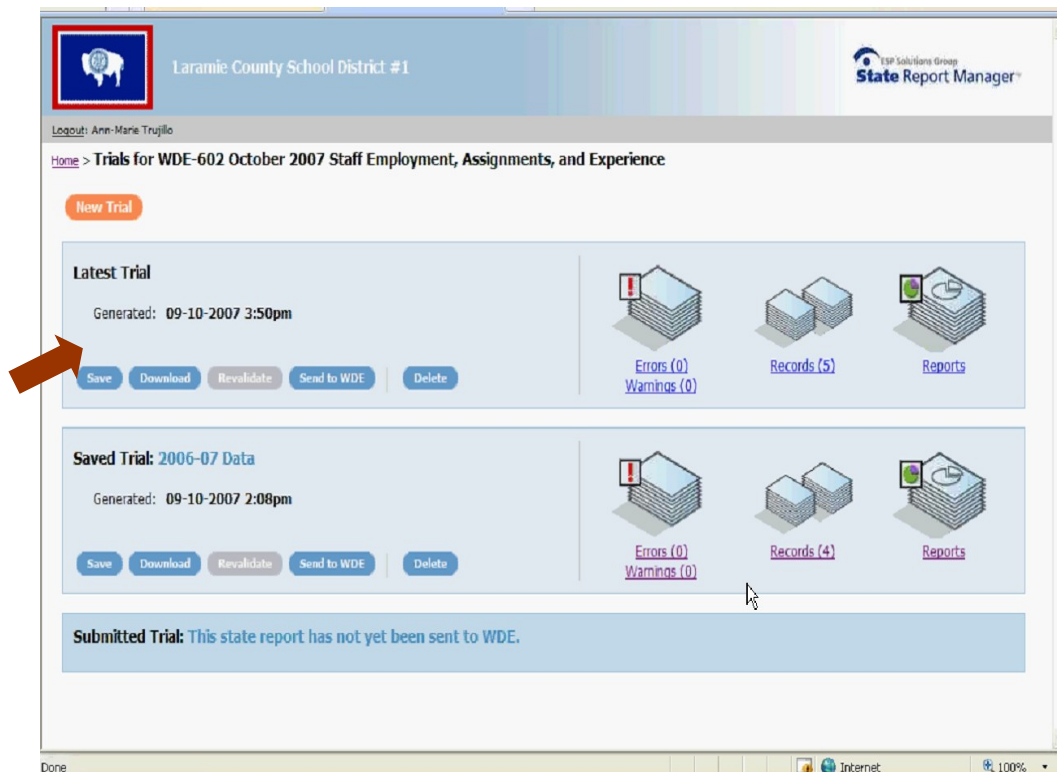 Laramie County School District #1
ESP Solutions Group
State Report Manager
Logout: Ann-Marie Trujillo
Home > Trials for WDE-602 October 2007 Staff Employment, Assignments, and Experience
New Trial
Latest Trial
Generated: 09-10-2007 3:50pm
Save Download Revalidate Send to WDE Delete
Errors (0)
Warnings (0)
Records (5)
Reports
Saved Trial: 2006-07 Data
Generated: 09-10-2007 2:08pm
Save Download Revalidate Send to WDE Delete
Errors (0)
Warnings (0)
Records (4)
Reports
Submitted Trial: This state report has not yet been sent to WDE.
Done Internet 100%